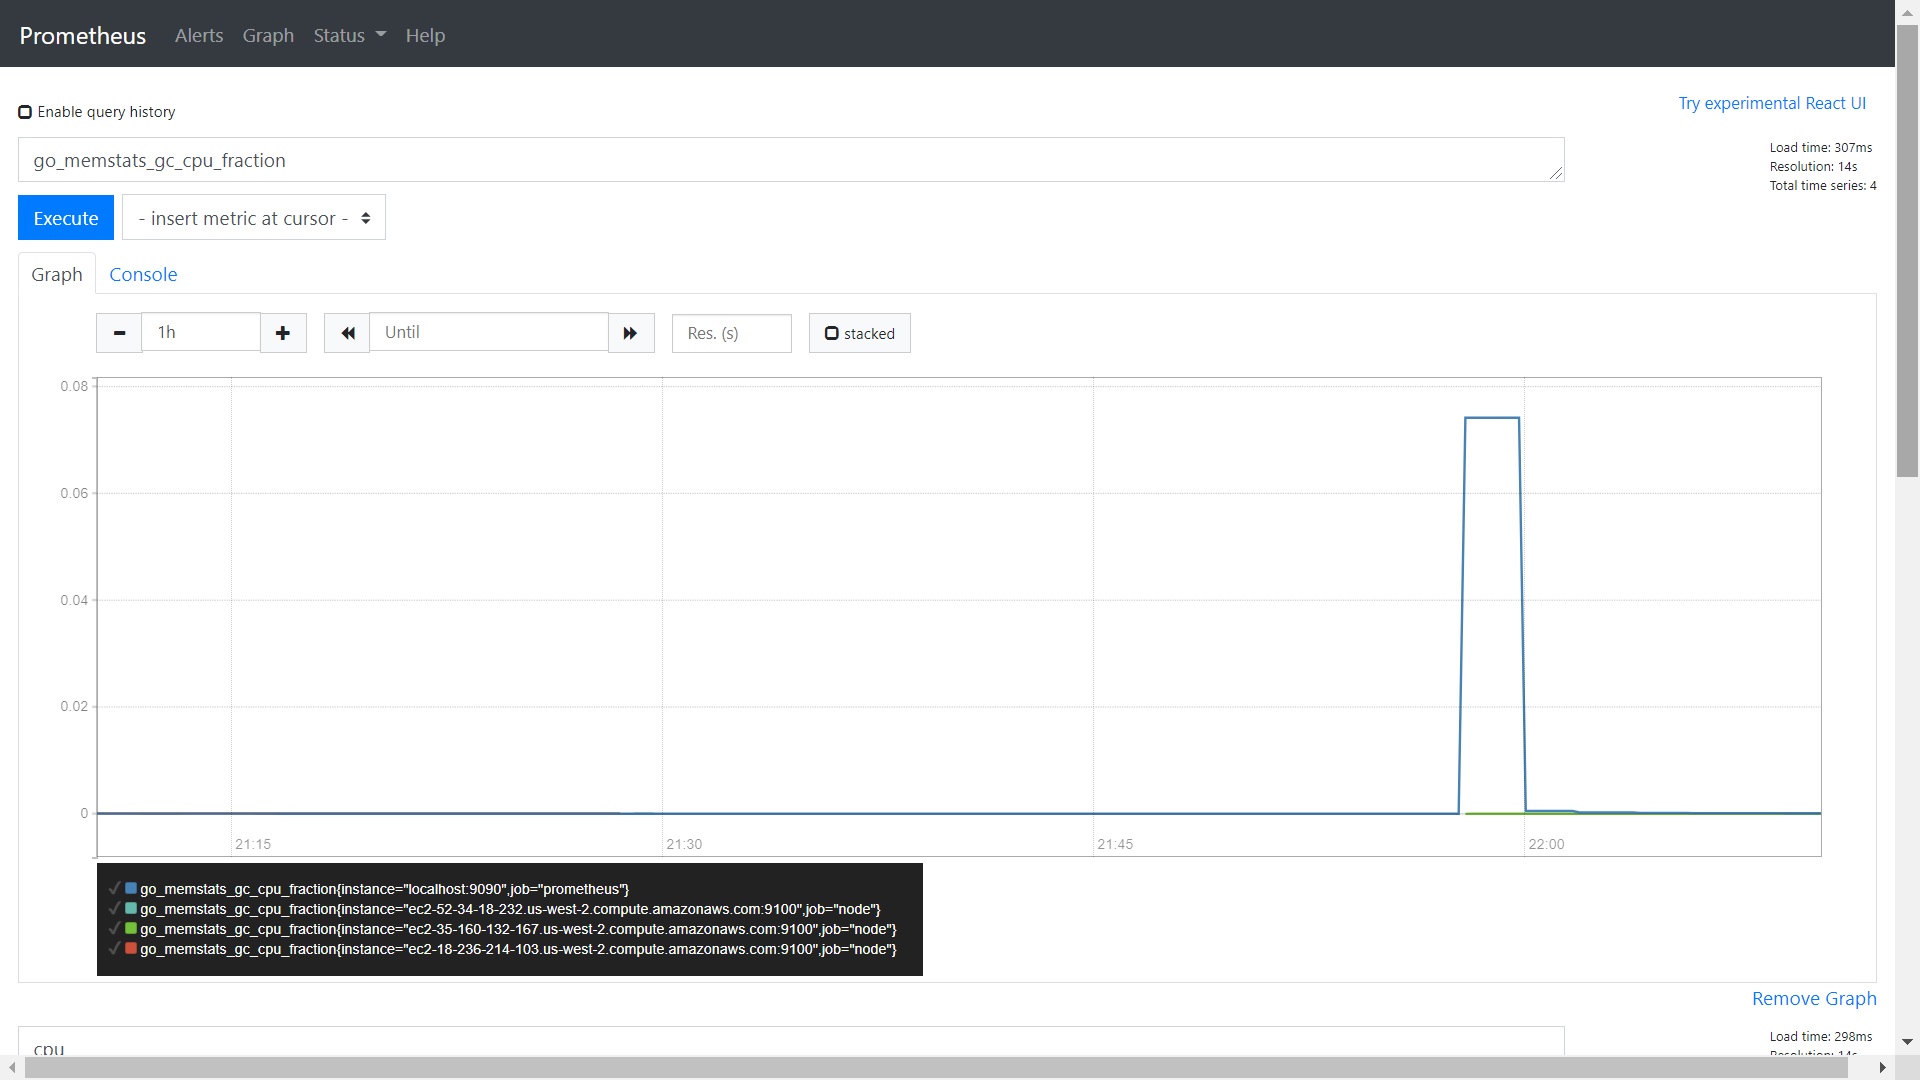 Prometheus Alerts Graph Status Help
Enable query history
Try experimental React UI
go_memstats_gc_cpu_fraction
Load time: 307ms
Resolution: 14s
Total time series: 4
Execute
- insert metric at cursor -
Graph Console
1h
Until
Res. (s)
stacked
0.08
0.06
0.04
0.02
0
21:15 21:30 21:45 22:00
go_memstats_gc_cpu_fraction{instance="localhost:9090",job="prometheus"}
go_memstats_gc_cpu_fraction{instance="ec2-52-34-18-232.us-west-2.compute.amazonaws.com:9100",job="node"}
go_memstats_gc_cpu_fraction{instance="ec2-35-160-132-167.us-west-2.compute.amazonaws.com:9100",job="node"}
go_memstats_gc_cpu_fraction{instance="ec2-18-236-214-103.us-west-2.compute.amazonaws.com:9100",job="node"}
Remove Graph
cpu
Load time: 298ms
Resolution: 14s